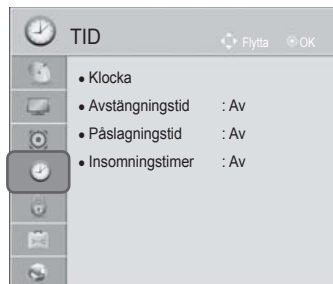 TID Flytta OK
Klocka
Avstängningstid : Av
Påslagningstid : Av
Insomningstimer : Av